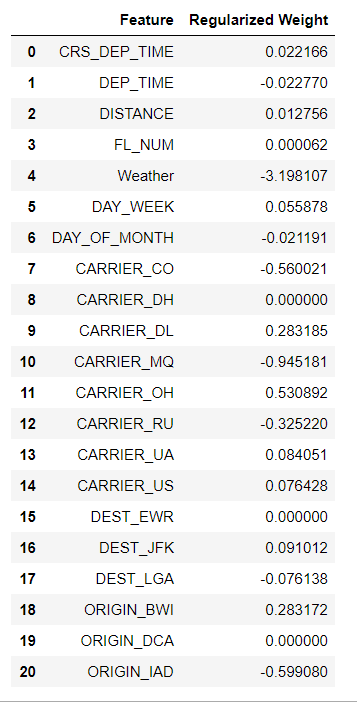 Feature Regularized Weight
0 CRS_DEP_TIME 0.022166
1 DEP_TIME -0.022770
2 DISTANCE 0.012756
3 FL_NUM 0.000062
4 Weather -3.198107
5 DAY_WEEK 0.055878
6 DAY_OF_MONTH -0.021191
7 CARRIER_CO -0.560021
8 CARRIER_DH 0.000000
9 CARRIER_DL 0.283185
10 CARRIER_MQ -0.945181
11 CARRIER_OH 0.530892
12 CARRIER_RU -0.325220
13 CARRIER_UA 0.084051
14 CARRIER_US 0.076428
15 DEST_EWR 0.000000
16 DEST_JFK 0.091012
17 DEST_LGA -0.076138
18 ORIGIN_BWI 0.283172
19 ORIGIN_DCA 0.000000
20 ORIGIN_IAD -0.599080